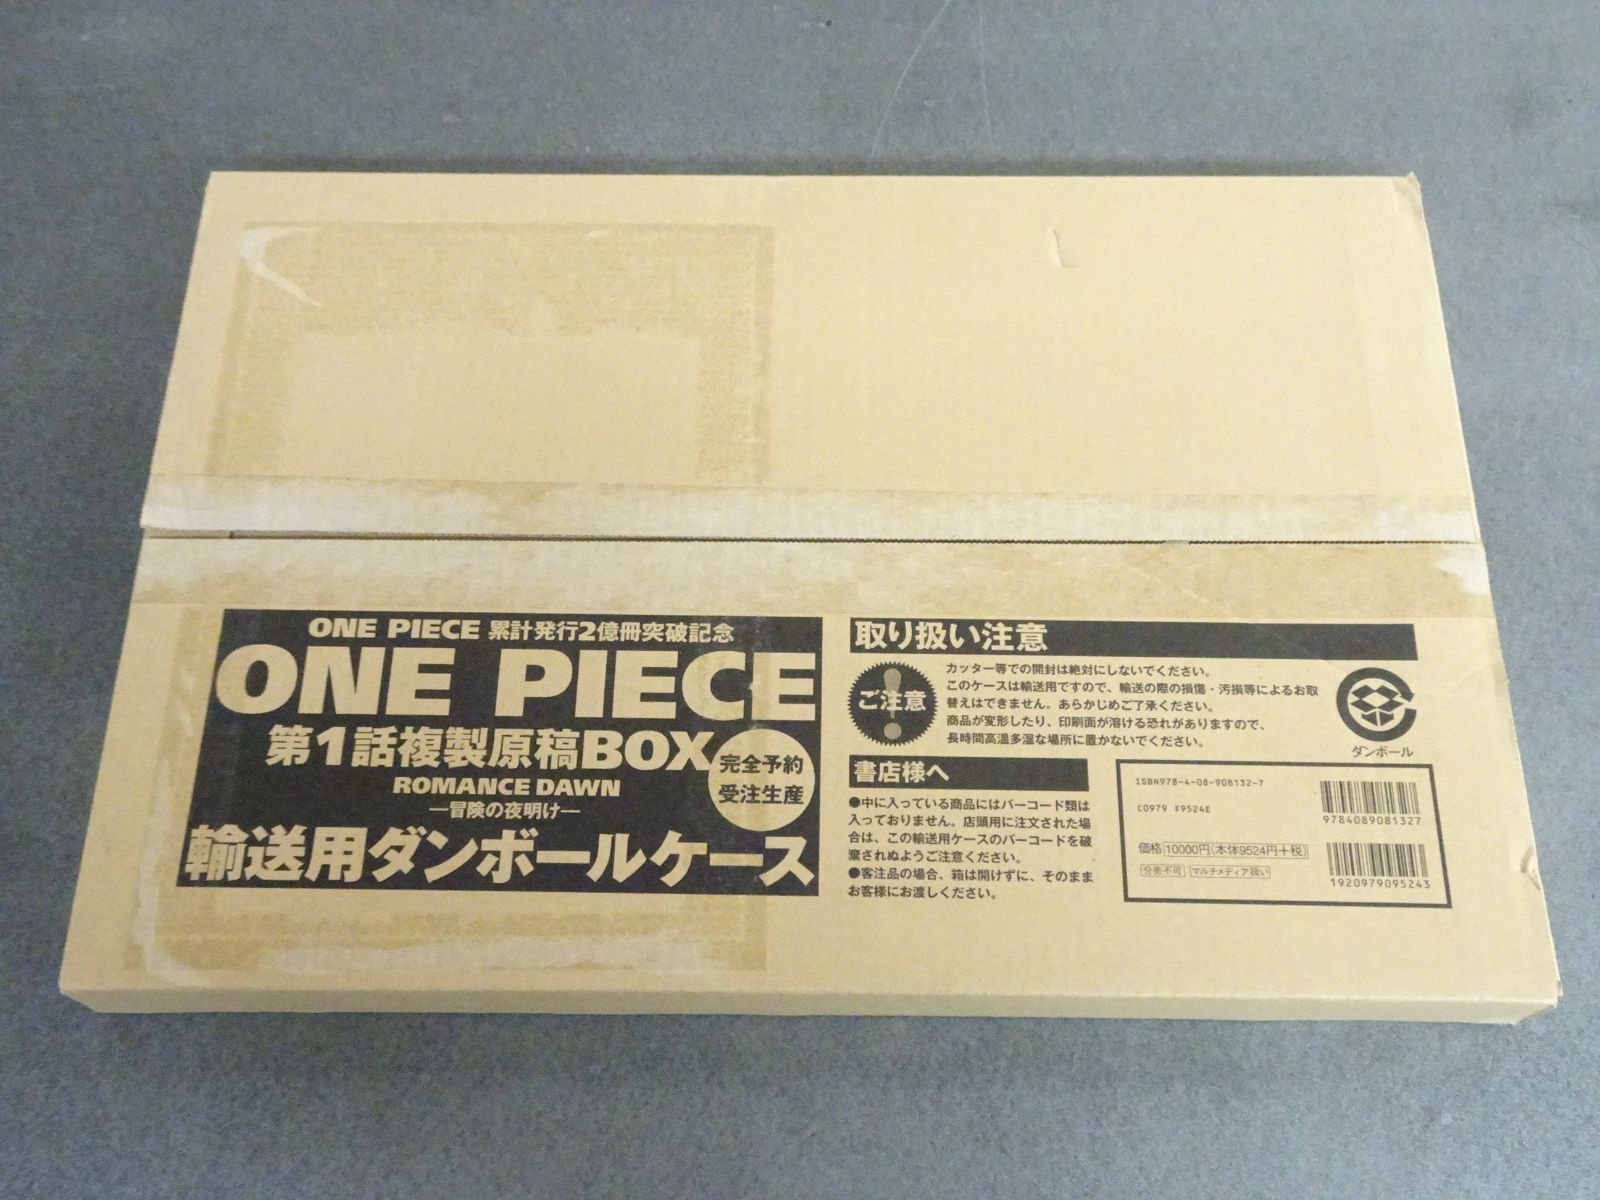 ONE PIECE 累計発行2億冊突破記念
ONE PIECE
第1話複製原稿BOX
ROMANCE DAWN
―冒険の夜明け―
完全予約
受注生産
輸送用ダンボールケース
取り扱い注意
ご注意
カッター等での開封は絶対にしないでください。
このケースは輸送用ですので、輸送の際の損傷・汚損等によるお取
替えはできません。あらかじめご了承ください。
商品が変形したり、印刷面が溶ける恐れがありますので、
長時間高温多湿な場所に置かないでください。
ダンボール
書店様へ
●中に入っている商品にはバーコード類は
入っておりません。店頭用に注文された場
合は、この輸送用ケースのバーコードを破
棄されぬようご注意ください。
●客注品の場合、箱は開けずに、そのまま
お客様にお渡しください。
ISBN978-4-08-908132-7
C0979 ¥9524E
価格 10000円(本体9524円+税)
分売不可 マルチメディア扱い
9784089081327
1920979095243